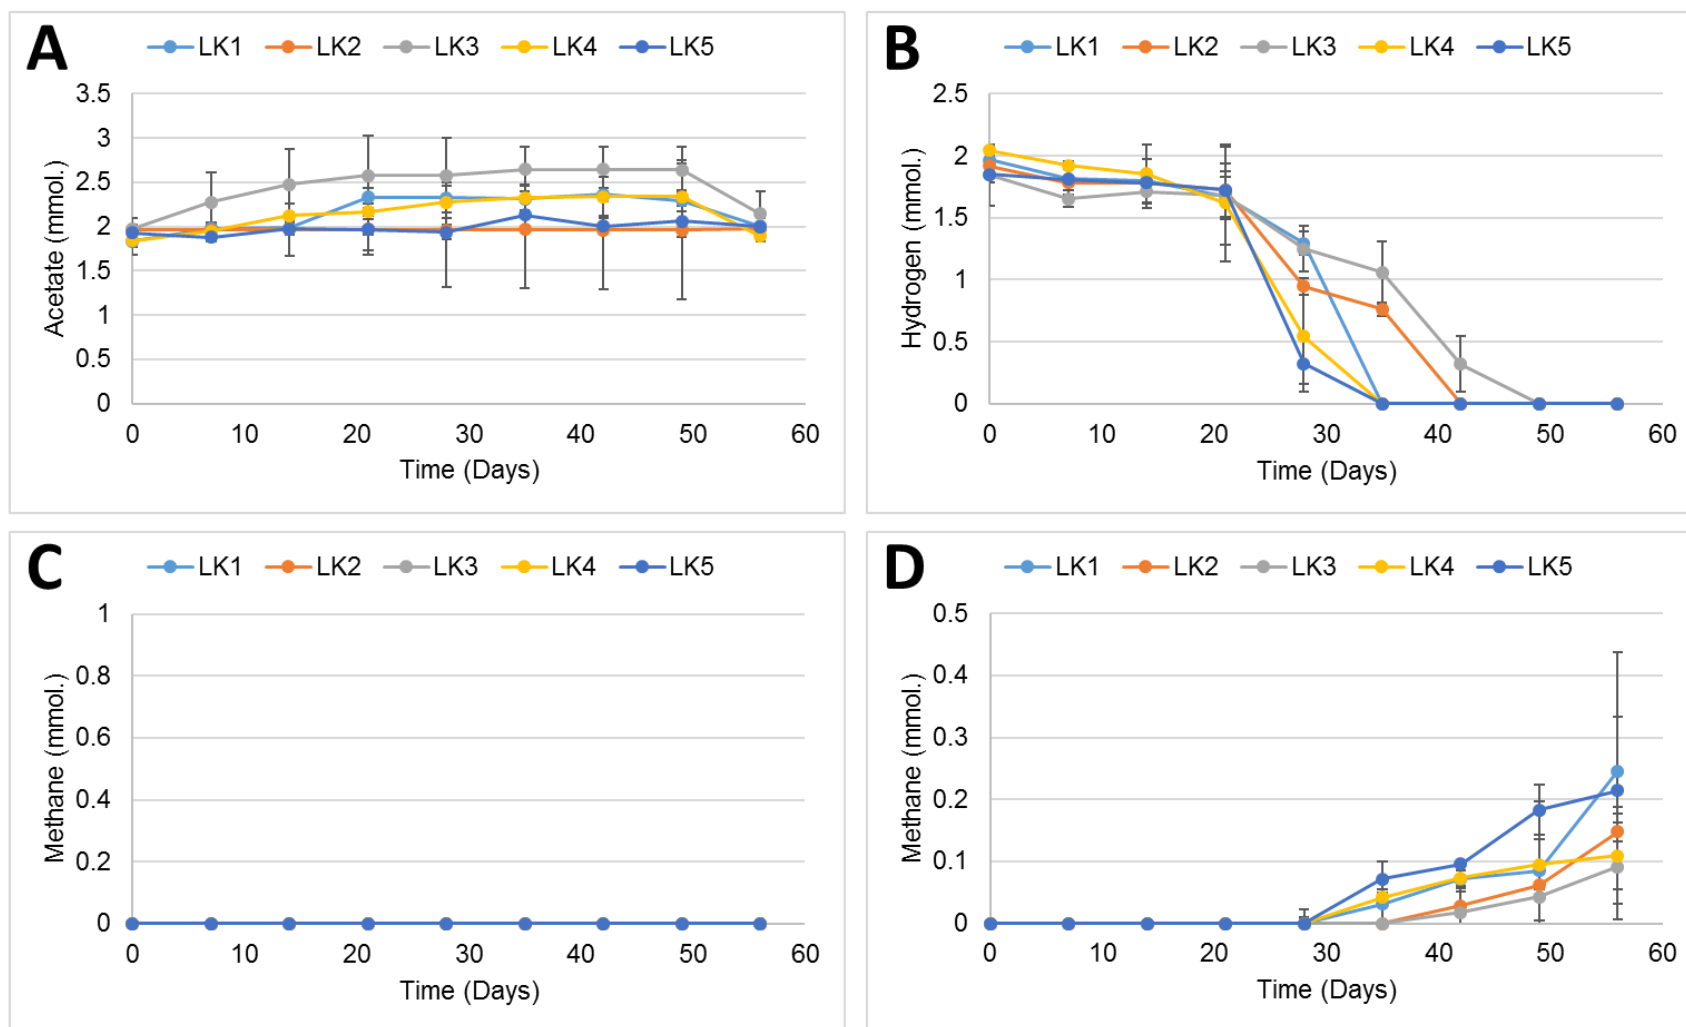 A
LK1 LK2 LK3 LK4 LK5
3.5
3
2.5
2
1.5
1
0.5
0
Acetate (mmol.)
0 10 20 30 40 50 60
Time (Days)
B
LK1 LK2 LK3 LK4 LK5
2.5
2
1.5
1
0.5
0
Hydrogen (mmol.)
0 10 20 30 40 50 60
Time (Days)
C
LK1 LK2 LK3 LK4 LK5
1
0.8
0.6
0.4
0.2
0
Methane (mmol.)
0 10 20 30 40 50 60
Time (Days)
D
LK1 LK2 LK3 LK4 LK5
0.5
0.4
0.3
0.2
0.1
0
Methane (mmol.)
0 10 20 30 40 50 60
Time (Days)